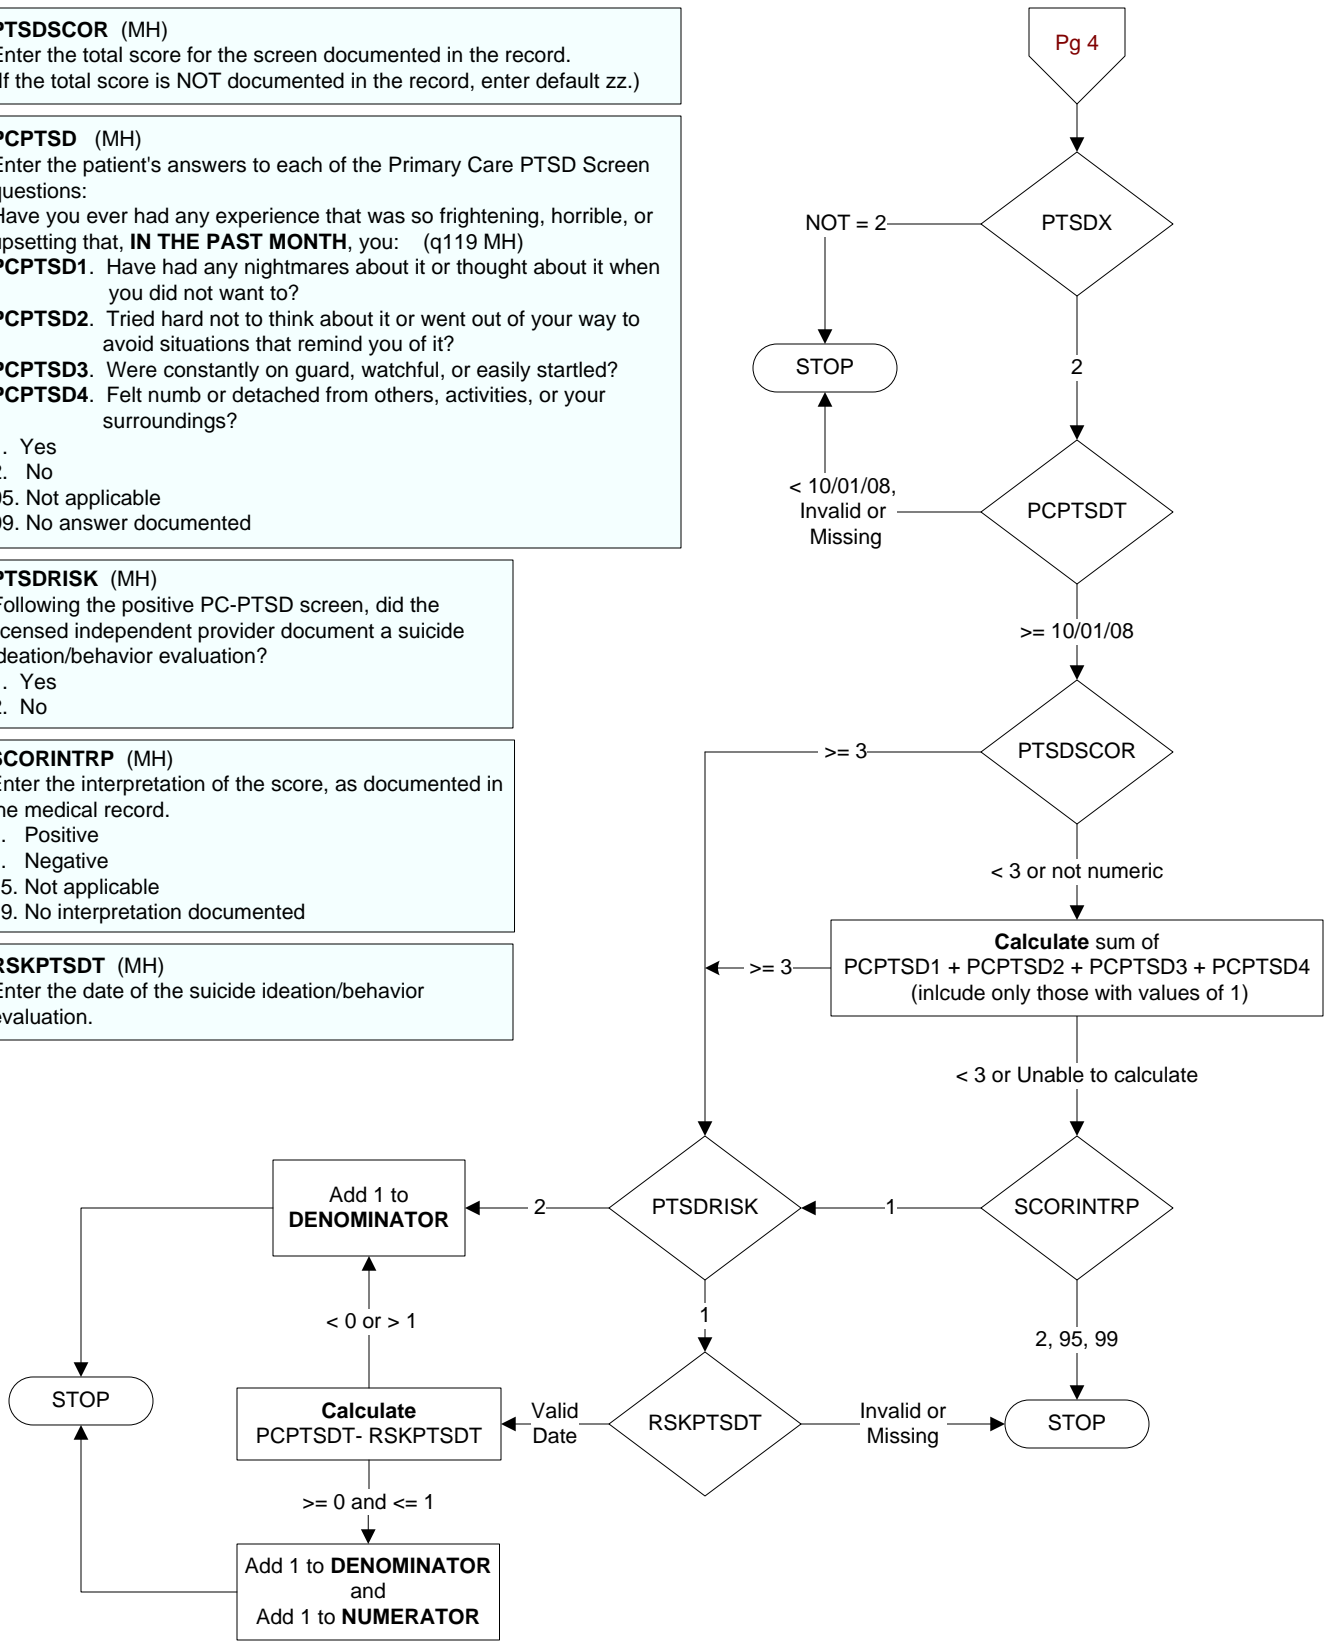 PTSDSCOR (MH)
Enter the total score for the screen documented in the record.
If the total score is NOT documented in the record, enter default zz.)
PCPTSD (MH)
Enter the patient's answers to each of the Primary Care PTSD Screen
questions:
Have you ever had any experience that was so frightening, horrible, or
upsetting that, IN THE PAST MONTH, you: (q119 MH)
PCPTSD1. Have had any nightmares about it or thought about it when
you did not want to?
PCPTSD2. Tried hard not to think about it or went out of your way to
avoid situations that remind you of it?
PCPTSD3. Were constantly on guard, watchful, or easily startled?
PCPTSD4. Felt numb or detached from others, activities, or your
surroundings?
. Yes
2. No
95. Not applicable
99. No answer documented
PTSDRISK (MH)
Following the positive PC-PTSD screen, did the
licensed independent provider document a suicide
ideation/behavior evaluation?
. Yes
2. No
SCORINTRP (MH)
Enter the interpretation of the score, as documented in
the medical record.
. Positive
. Negative
5. Not applicable
9. No interpretation documented
RSKPTSDT (MH)
Enter the date of the suicide ideation/behavior
evaluation.
Pg 4
PTSDX
NOT = 2
STOP
2
PCPTSDT
< 10/01/08,
Invalid or
Missing
>= 10/01/08
PTSDSCOR
>= 3
< 3 or not numeric
Calculate sum of
PCPTSD1 + PCPTSD2 + PCPTSD3 + PCPTSD4
(inlcude only those with values of 1)
>= 3
< 3 or Unable to calculate
SCORINTRP
1
2, 95, 99
STOP
PTSDRISK
2
Add 1 to
DENOMINATOR
1
RSKPTSDT
Invalid or
Missing
Valid
Date
Calculate
PCPTSDT- RSKPTSDT
< 0 or > 1
>= 0 and <= 1
Add 1 to DENOMINATOR
and
Add 1 to NUMERATOR
STOP